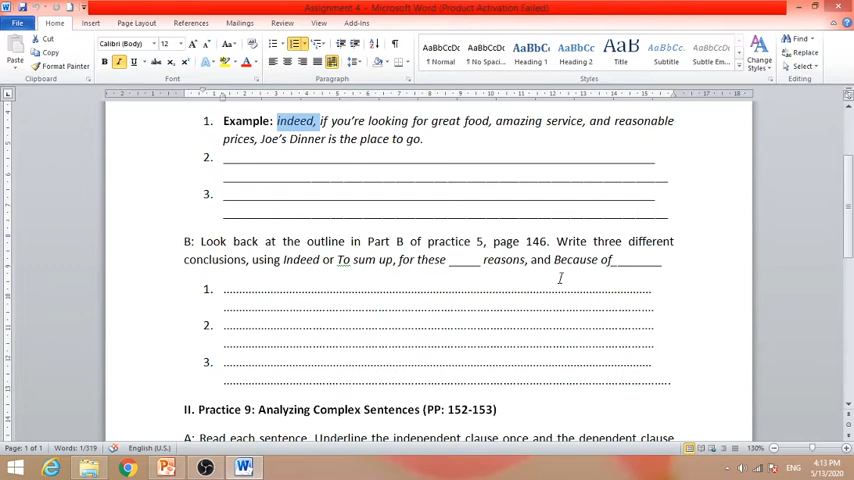 Assignment 4 - Microsoft Word (Product Activation Failed)
File Home Insert Page Layout References Mailings Review View Add-Ins
Cut
Copy
Format Painter
Paste
Calibri (Body) 12
AaBbCcDc AaBbCcDc AaBbC AaBbCc AaB AaBbCc. AaBbCcDc
¶ Normal ¶ No Spaci... Heading 1 Heading 2 Title Subtitle Subtle Em...
Change Styles
Find
Replace
Select
Clipboard Font Paragraph Styles Editing
1. Example: indeed, if you're looking for great food, amazing service, and reasonable
prices, Joe's Dinner is the place to go.
2. ______
3. ______
B: Look back at the outline in Part B of practice 5, page 146. Write three different
conclusions, using Indeed or To sum up, for these _____ reasons, and Because of_________
1. ......
2. ......
3. ......
II. Practice 9: Analyzing Complex Sentences (PP: 152-153)
A: Read each sentence. Underline the independent clause once and the dependent clause
Page: 1 of 1 Words: 1/319 English (U.S.) 130%
ENG 4:13 PM
5/13/2020